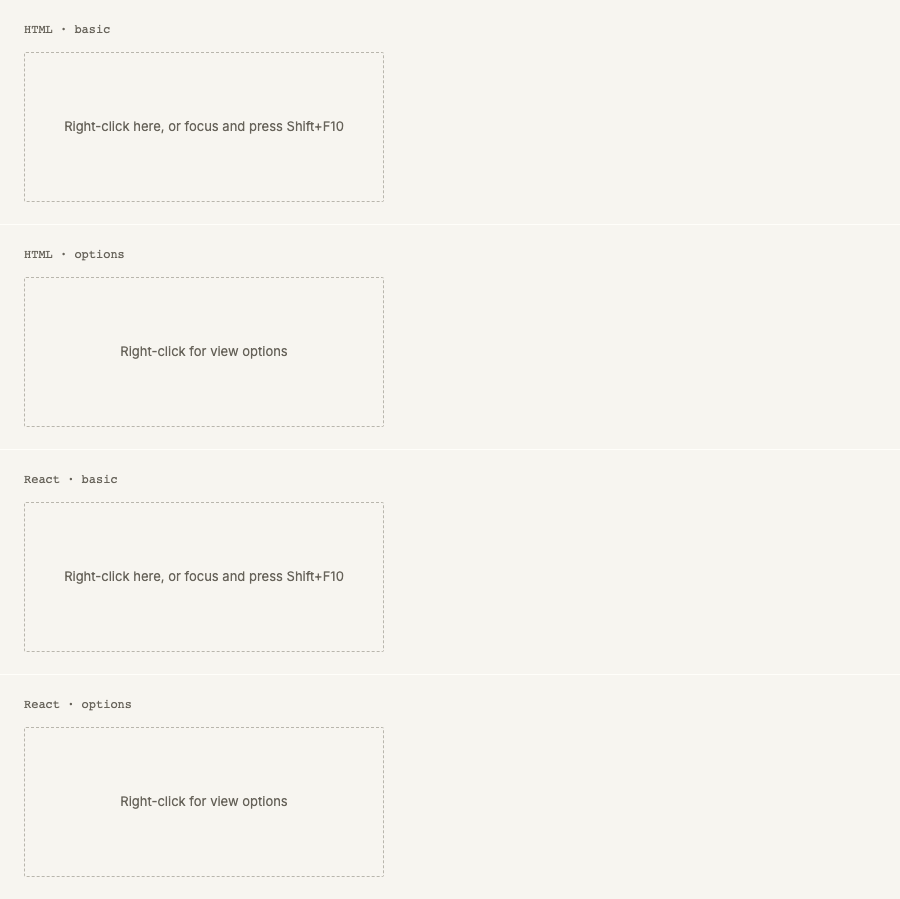 HTML · basic
Right-click here, or focus and press Shift+F10
HTML · options
Right-click for view options
React · basic
Right-click here, or focus and press Shift+F10
React · options
Right-click for view options